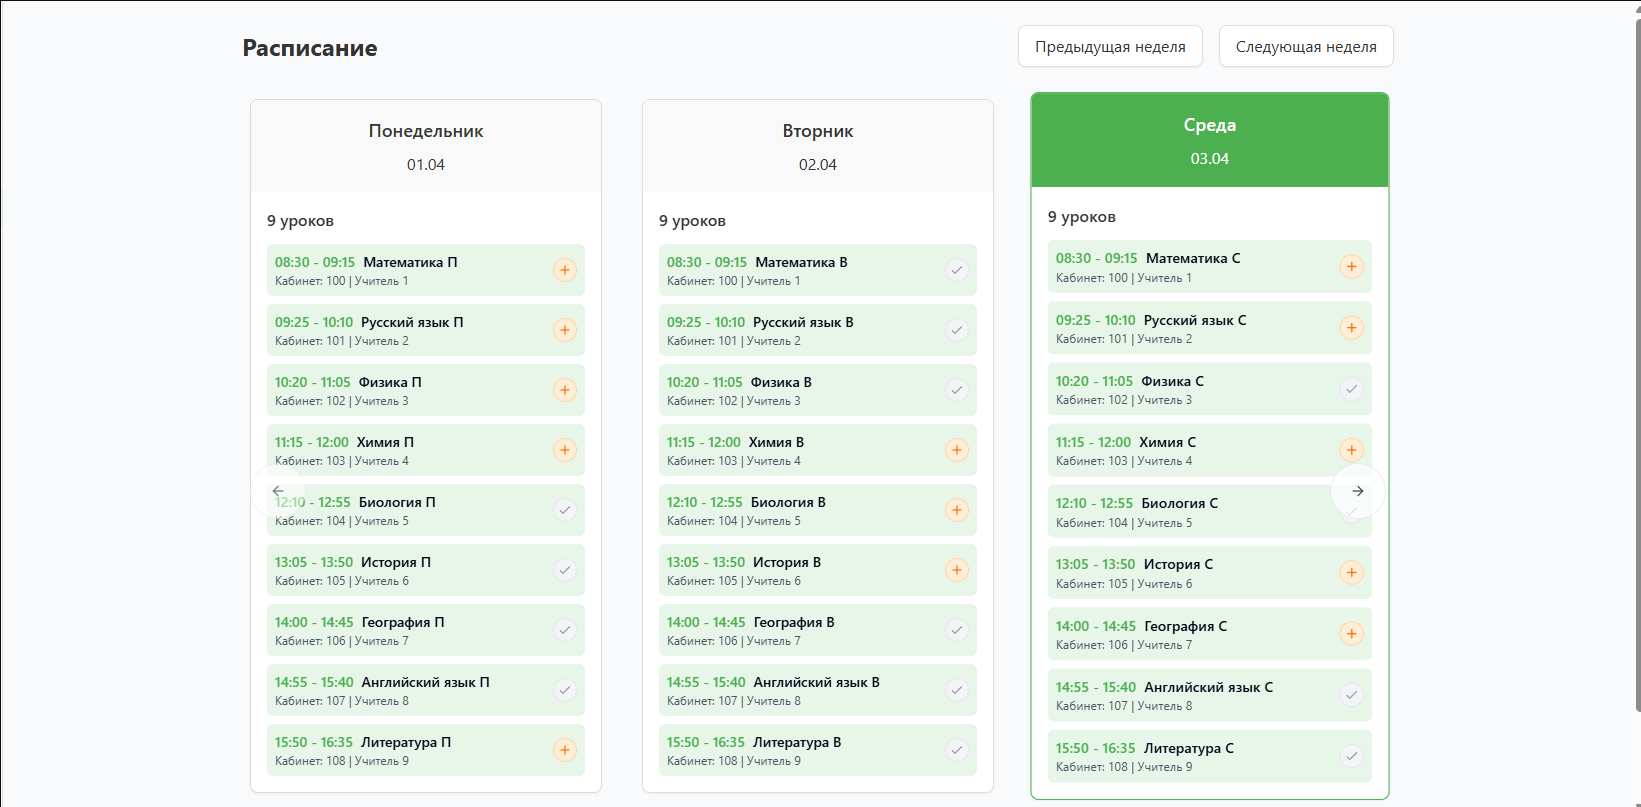 Расписание
Предыдущая неделя
Следующая неделя
Понедельник
01.04
9 уроков
08:30 - 09:15 Математика П
Кабинет: 100 | Учитель 1
09:25 - 10:10 Русский язык П
Кабинет: 101 | Учитель 2
10:20 - 11:05 Физика П
Кабинет: 102 | Учитель 3
11:15 - 12:00 Химия П
Кабинет: 103 | Учитель 4
12:10 - 12:55 Биология П
Кабинет: 104 | Учитель 5
13:05 - 13:50 История П
Кабинет: 105 | Учитель 6
14:00 - 14:45 География П
Кабинет: 106 | Учитель 7
14:55 - 15:40 Английский язык П
Кабинет: 107 | Учитель 8
15:50 - 16:35 Литература П
Кабинет: 108 | Учитель 9
Вторник
02.04
9 уроков
08:30 - 09:15 Математика В
Кабинет: 100 | Учитель 1
09:25 - 10:10 Русский язык В
Кабинет: 101 | Учитель 2
10:20 - 11:05 Физика В
Кабинет: 102 | Учитель 3
11:15 - 12:00 Химия В
Кабинет: 103 | Учитель 4
12:10 - 12:55 Биология В
Кабинет: 104 | Учитель 5
13:05 - 13:50 История В
Кабинет: 105 | Учитель 6
14:00 - 14:45 География В
Кабинет: 106 | Учитель 7
14:55 - 15:40 Английский язык В
Кабинет: 107 | Учитель 8
15:50 - 16:35 Литература В
Кабинет: 108 | Учитель 9
Среда
03.04
9 уроков
08:30 - 09:15 Математика С
Кабинет: 100 | Учитель 1
09:25 - 10:10 Русский язык С
Кабинет: 101 | Учитель 2
10:20 - 11:05 Физика С
Кабинет: 102 | Учитель 3
11:15 - 12:00 Химия С
Кабинет: 103 | Учитель 4
12:10 - 12:55 Биология С
Кабинет: 104 | Учитель 5
13:05 - 13:50 История С
Кабинет: 105 | Учитель 6
14:00 - 14:45 География С
Кабинет: 106 | Учитель 7
14:55 - 15:40 Английский язык С
Кабинет: 107 | Учитель 8
15:50 - 16:35 Литература С
Кабинет: 108 | Учитель 9